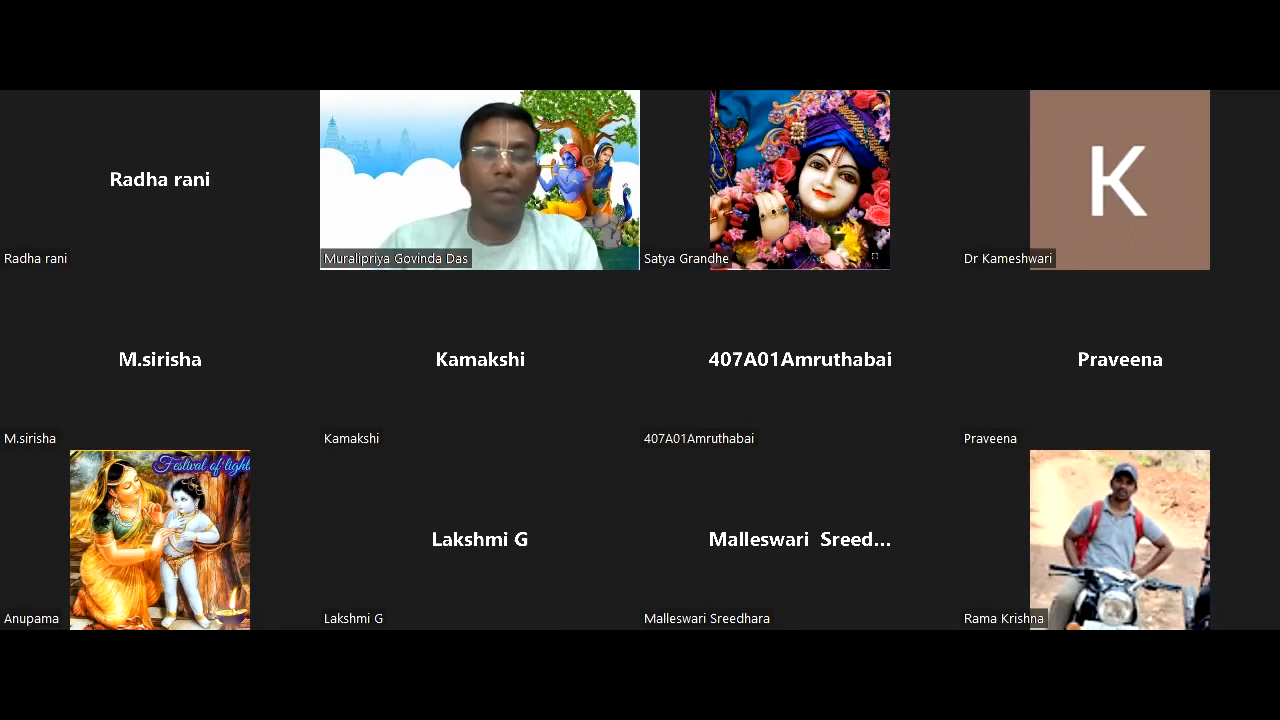 Radha rani
Radha rani
Muralipriya Govinda Das
Satya Grandhe
K
Dr Kameshwari
M.sirisha
Kamakshi
407A01Amruthabai
Praveena
M.sirisha
Kamakshi
407A01Amruthabai
Praveena
Festival of light
Lakshmi G
Malleswari Sreed...
Anupama
Lakshmi G
Malleswari Sreedhara
Rama Krishna